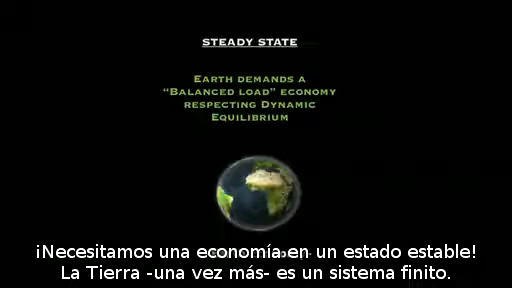 STEADY STATE
EARTH DEMANDS A
“BALANCED LOAD” ECONOMY
RESPECTING DYNAMIC
EQUILIBRIUM
¡Necesitamos una economía en un estado estable!
La Tierra -una vez más- es un sistema finito.